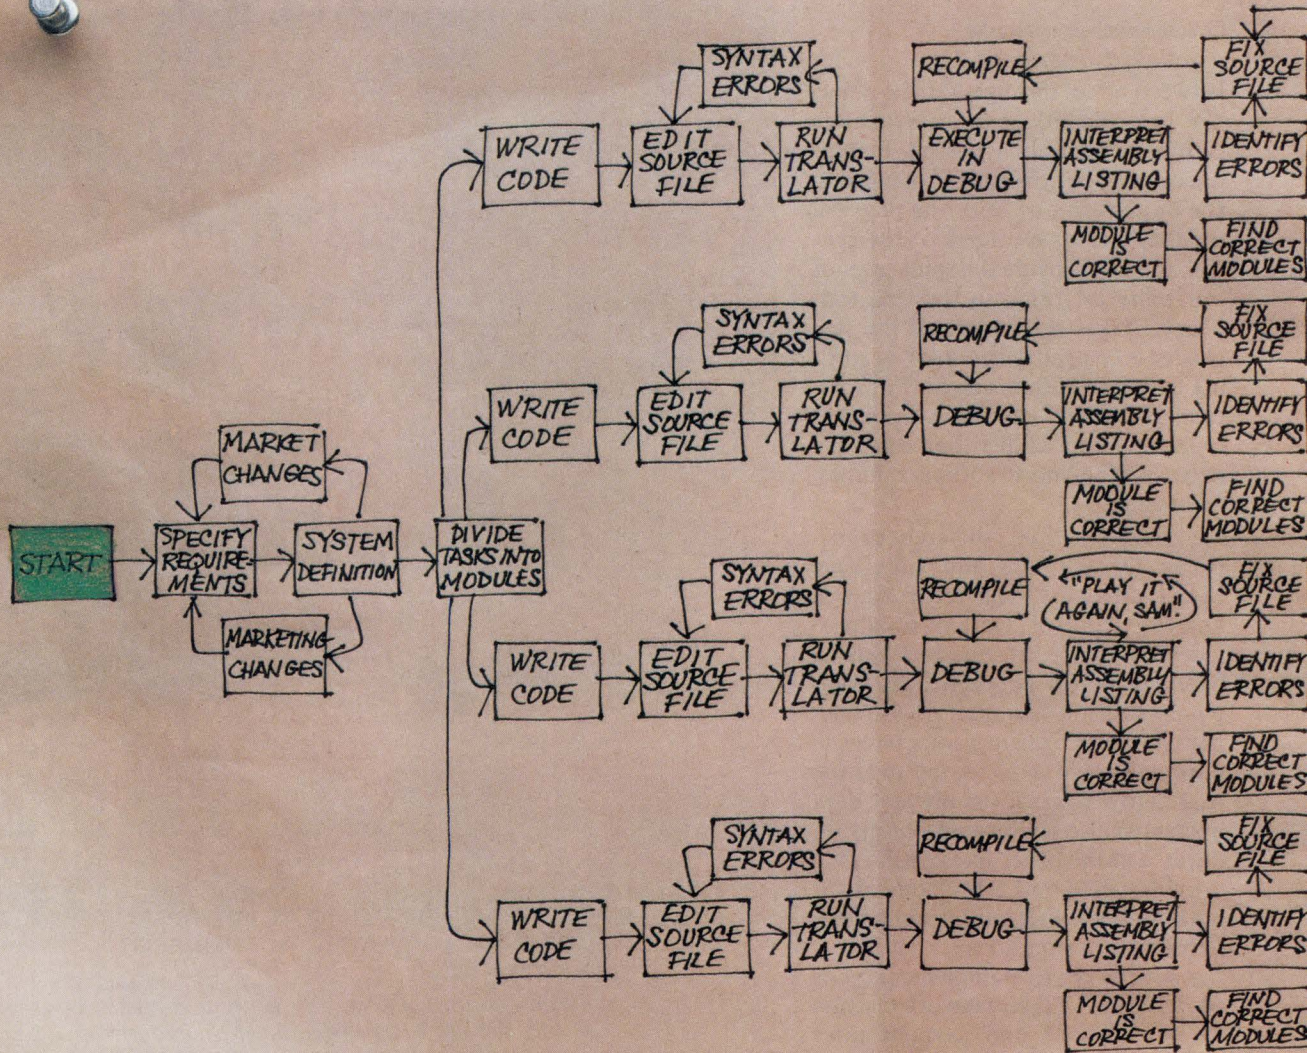 SYNTAX
ERRORS
RECOMPILE
FIX
SOURCE
FILE
WRITE
CODE
EDIT
SOURCE
FILE
RUN
TRANS-
LATOR
EXECUTE
IN
DEBUG
INTERPRET
ASSEMBLY
LISTING
IDENTIFY
ERRORS
MODULE
IS
CORRECT
FIND
CORRECT
MODULES
SYNTAX
ERRORS
RECOMPILE
FIX
SOURCE
FILE
WRITE
CODE
EDIT
SOURCE
FILE
RUN
TRANS-
LATOR
DEBUG
INTERPRET
ASSEMBLY
LISTING
IDENTIFY
ERRORS
MODULE
IS
CORRECT
FIND
CORRECT
MODULES
MARKET
CHANGES
START
SPECIFY
REQUIRE-
MENTS
SYSTEM
DEFINITION
DIVIDE
TASKS INTO
MODULES
MARKETING
CHANGES
SYNTAX
ERRORS
RECOMPILE
"PLAY IT
AGAIN, SAM."
FIX
SOURCE
FILE
WRITE
CODE
EDIT
SOURCE
FILE
RUN
TRANS-
LATOR
DEBUG
INTERPRET
ASSEMBLY
LISTING
IDENTIFY
ERRORS
MODULE
IS
CORRECT
FIND
CORRECT
MODULES
SYNTAX
ERRORS
RECOMPILE
FIX
SOURCE
FILE
WRITE
CODE
EDIT
SOURCE
FILE
RUN
TRANS-
LATOR
DEBUG
INTERPRET
ASSEMBLY
LISTING
IDENTIFY
ERRORS
MODULE
IS
CORRECT
FIND
CORRECT
MODULES